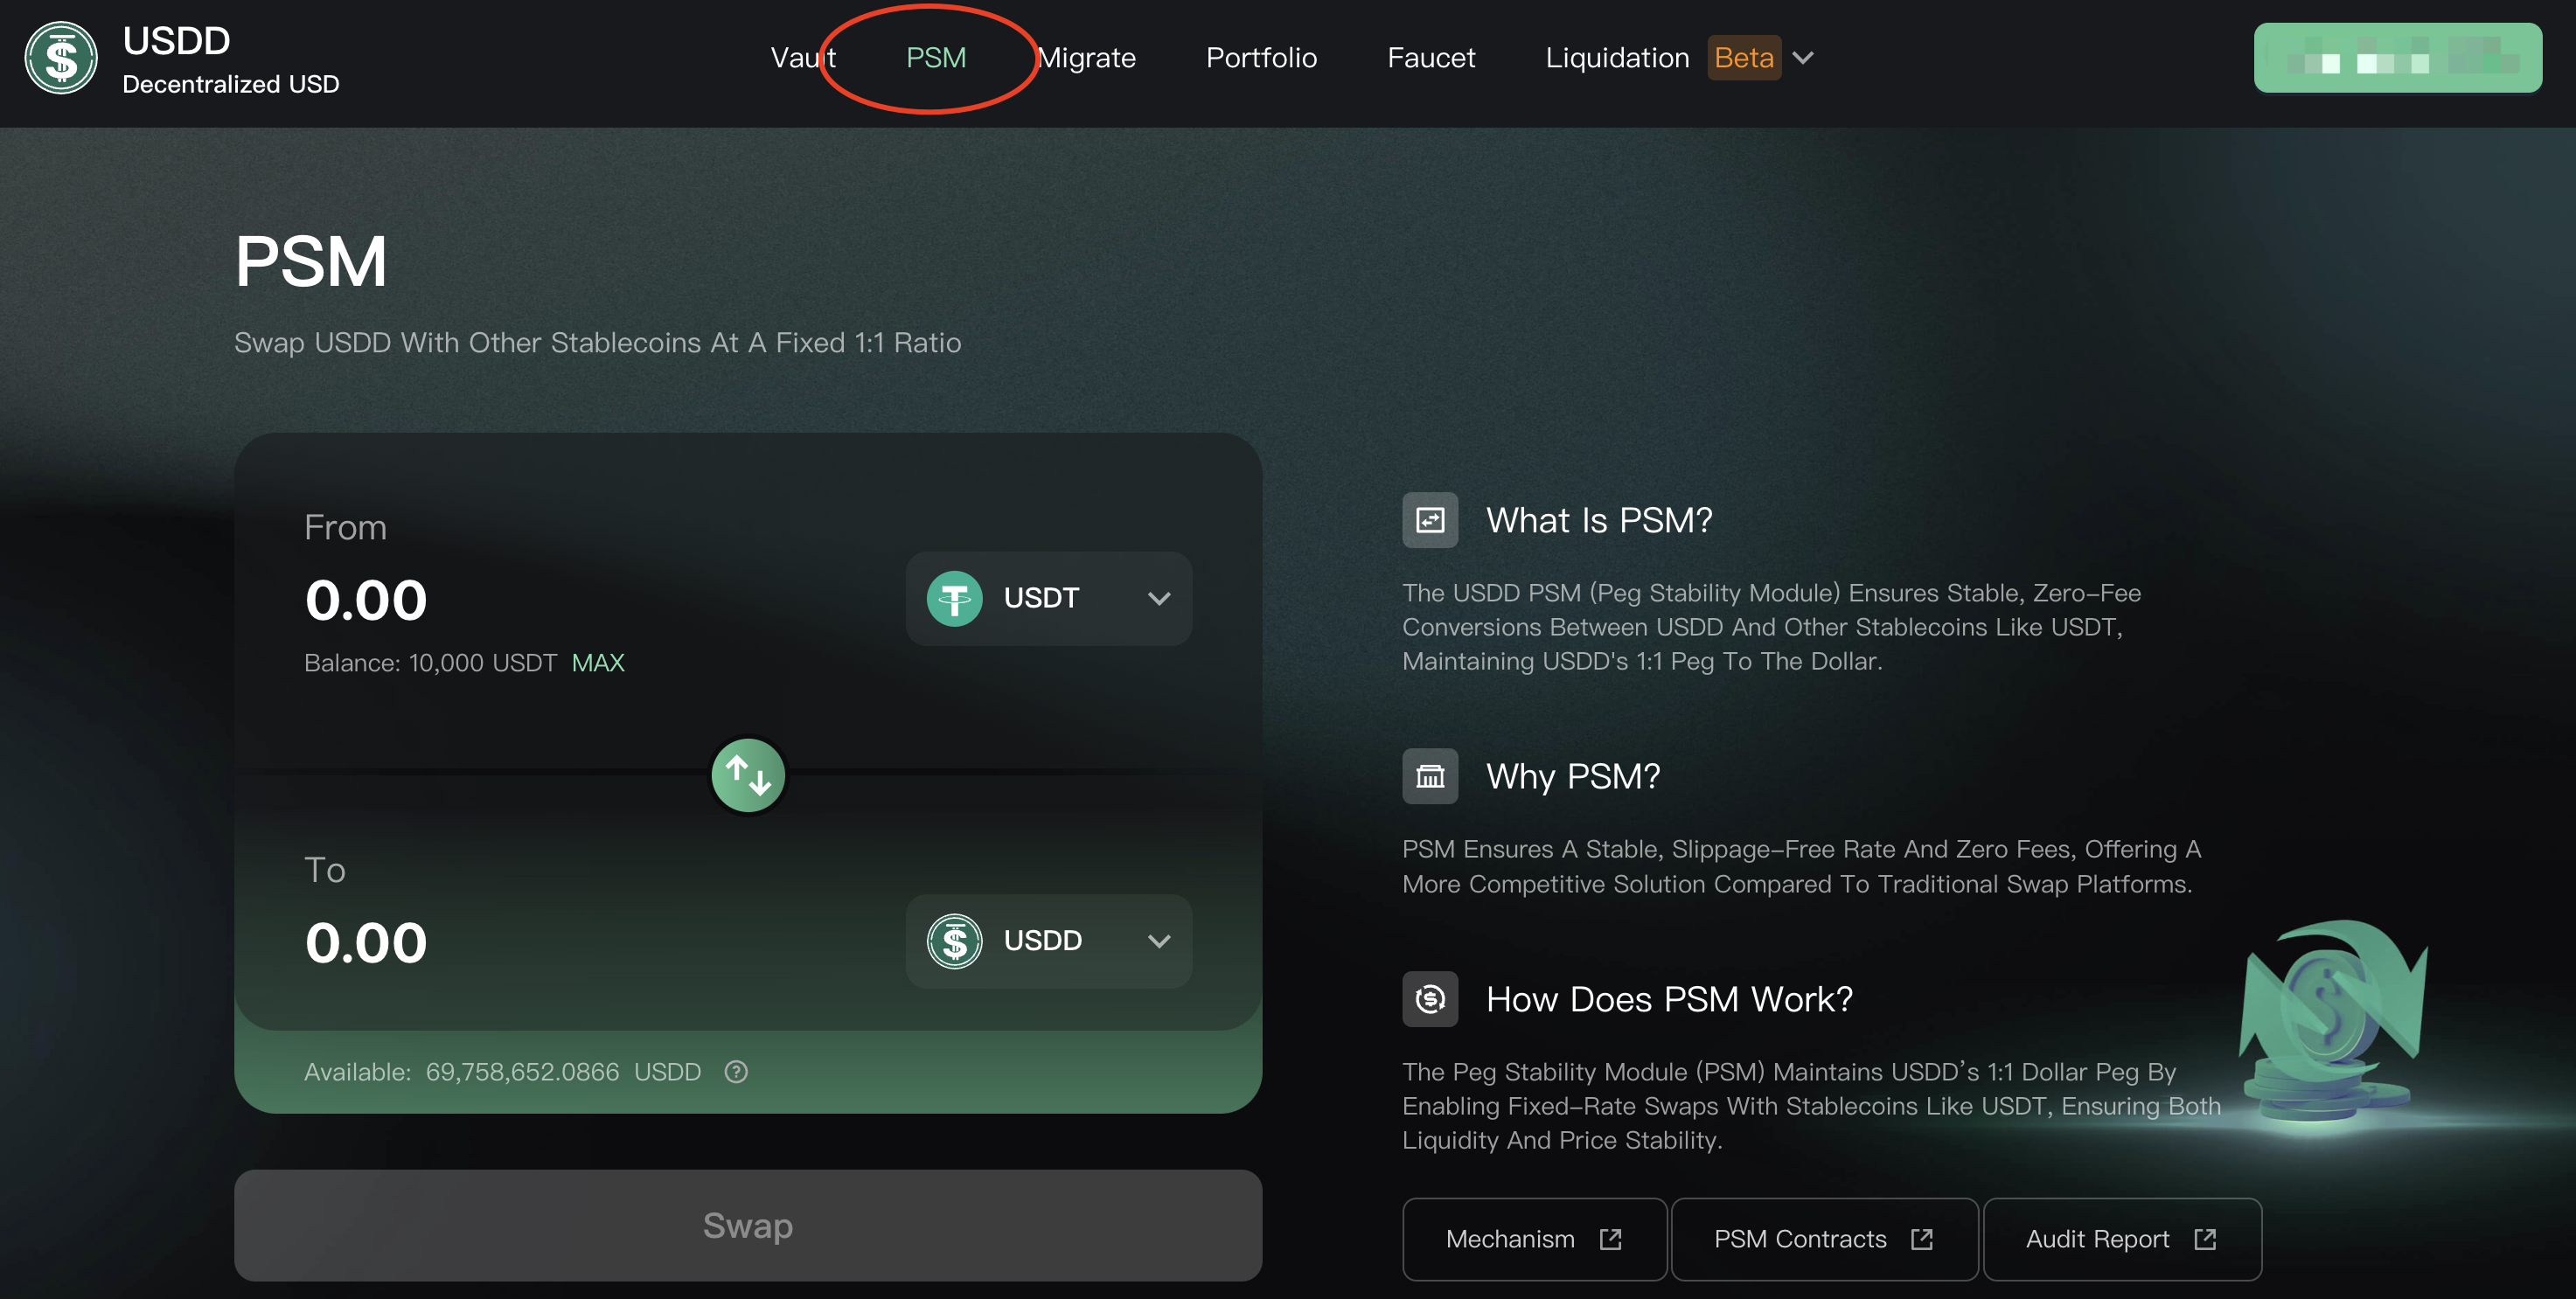 USDD
Decentralized USD
Vault PSM Migrate Portfolio Faucet Liquidation Beta
PSM
Swap USDD With Other Stablecoins At A Fixed 1:1 Ratio
From
0.00
USDT
Balance: 10,000 USDT MAX
To
0.00
USDD
Available: 69,758,652.0866 USDD
Swap
What Is PSM?
The USDD PSM (Peg Stability Module) Ensures Stable, Zero-Fee
Conversions Between USDD And Other Stablecoins Like USDT,
Maintaining USDD's 1:1 Peg To The Dollar.
Why PSM?
PSM Ensures A Stable, Slippage-Free Rate And Zero Fees, Offering A
More Competitive Solution Compared To Traditional Swap Platforms.
How Does PSM Work?
The Peg Stability Module (PSM) Maintains USDD’s 1:1 Dollar Peg By
Enabling Fixed-Rate Swaps With Stablecoins Like USDT, Ensuring Both
Liquidity And Price Stability.
Mechanism PSM Contracts Audit Report